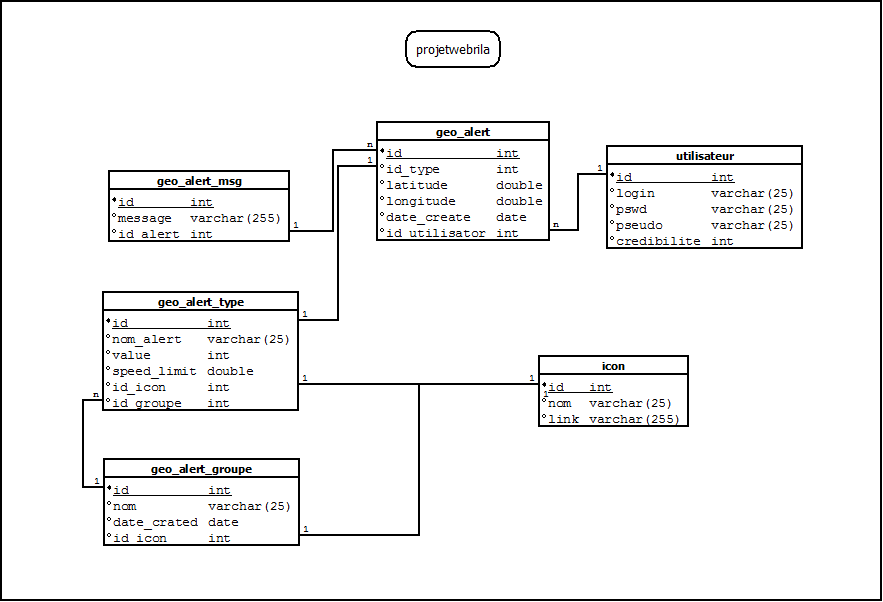 projetwebrila
geo_alert
id int
id_type int
latitude double
longitude double
date_create date
id_utilisator int
utilisateur
id int
login varchar(25)
pswd varchar(25)
pseudo varchar(25)
credibilite int
geo_alert_msg
id int
message varchar(255)
id_alert int
n
1
1
n
1
geo_alert_type
id int
nom_alert varchar(25)
value int
speed_limit double
id_icon int
id_groupe int
1
1
n
icon
id int
nom varchar(25)
link varchar(255)
1
1
geo_alert_groupe
id int
nom varchar(25)
date_crated date
id_icon int
1
1